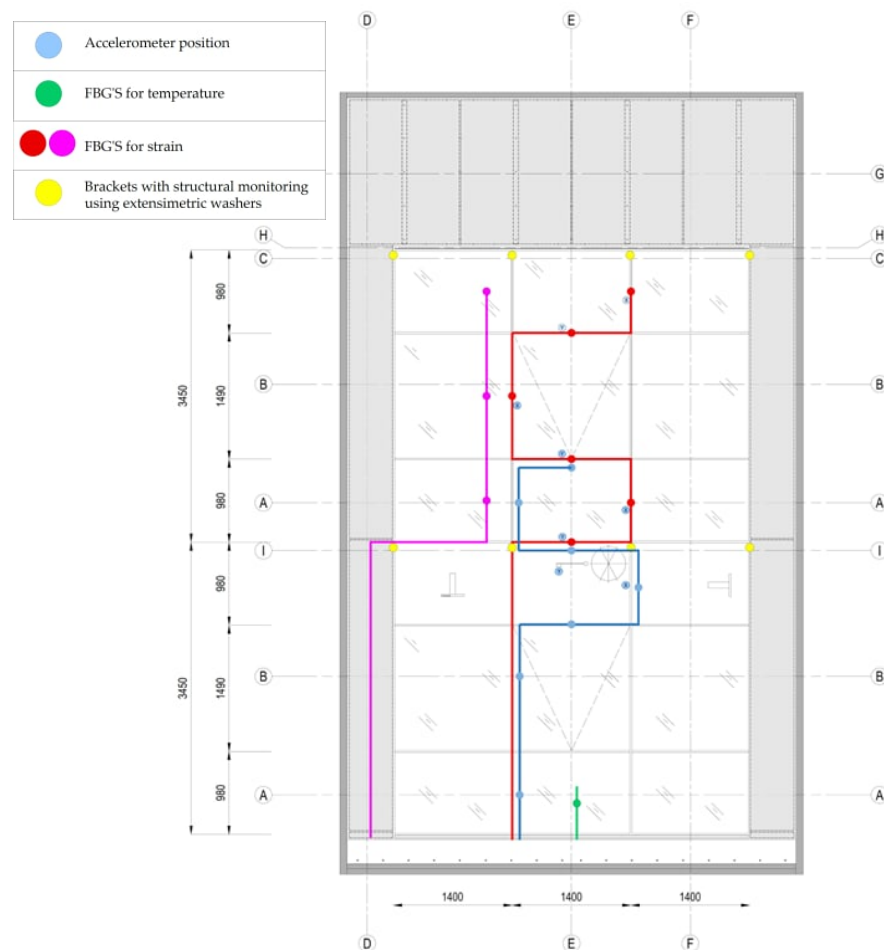 D
E
F
Accelerometer position
FBG'S for temperature
FBG'S for strain
Brackets with structural monitoring
using extensimetric washers
G
H
H
C
C
980
3450
B
B
1490
980
A
A
I
I
980
3450
1490
B
B
980
A
A
1400
1400
1400
D
E
F